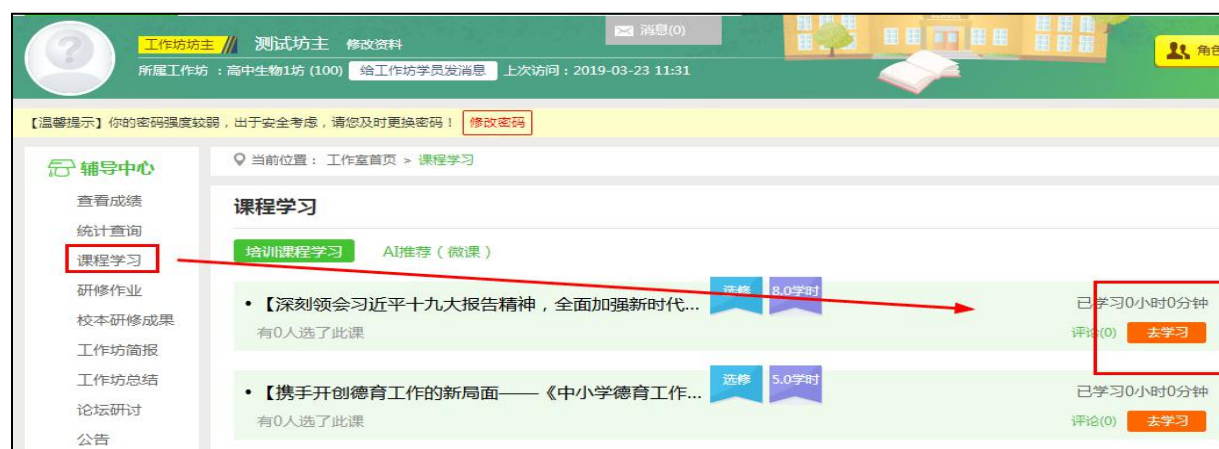 消息(0)
工作坊坊主 测试坊主 修改资料
角色
所属工作坊 ：高中生物1坊 (100) 给工作坊学员发消息 上次访问：2019-03-23 11:31
【温馨提示】你的密码强度较弱，出于安全考虑，请您及时更换密码！ 修改密码
辅导中心
查看成绩
统计查询
课程学习
研修作业
校本研修成果
工作坊简报
工作坊总结
论坛研讨
公告
当前位置： 工作室首页 > 课程学习
课程学习
培训课程学习 AI推荐（微课）
• 【深刻领会习近平十九大报告精神，全面加强新时代... 选修 8.0学时 已学习0小时0分钟
有0人选了此课 评论(0) 去学习
• 【携手开创德育工作的新局面——《中小学德育工作... 选修 5.0学时 已学习0小时0分钟
有0人选了此课 评论(0) 去学习